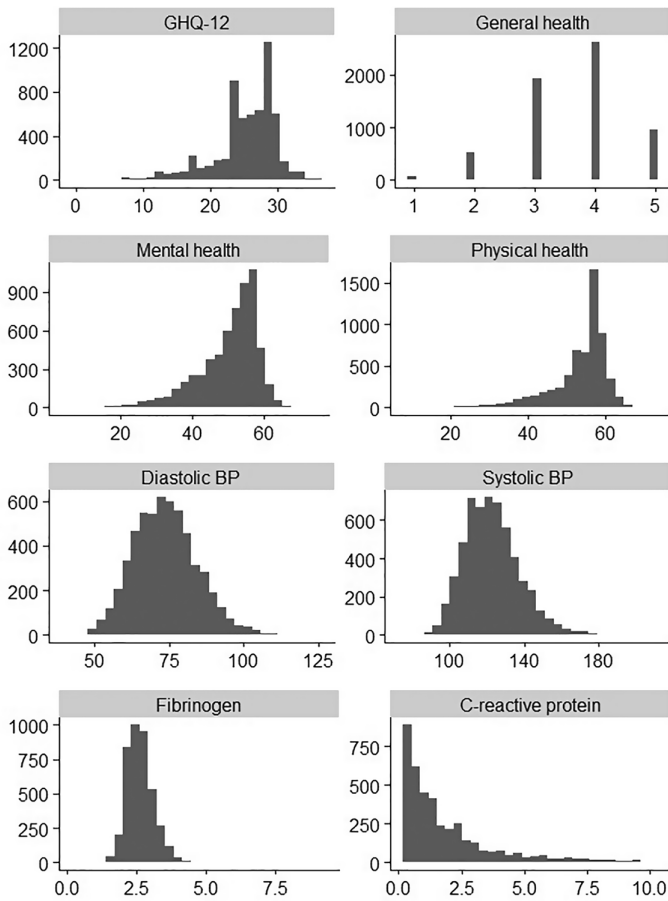 GHQ-12 General health
1200
800
400
0
0 10 20 30
2000
1000
0
1 2 3 4 5
Mental health Physical health
900
600
300
0
20 40 60
1500
1000
500
0
20 40 60
Diastolic BP Systolic BP
600
400
200
0
50 75 100 125
600
400
200
0
100 140 180
Fibrinogen C-reactive protein
1000
750
500
250
0
0.0 2.5 5.0 7.5
750
500
250
0
0.0 2.5 5.0 7.5 10.0